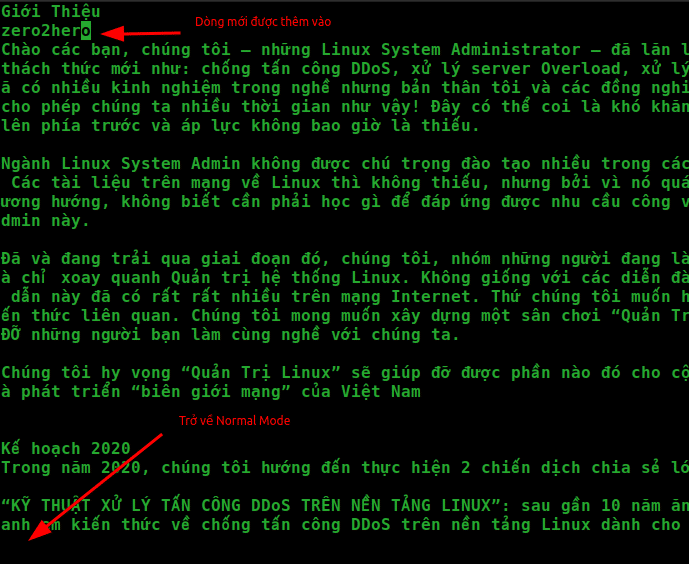 Giới Thiệu
Dòng mới được thêm vào
zero2hero
Chào các bạn, chúng tôi – những Linux System Administrator – đã lăn l
thách thức mới như: chống tấn công DDoS, xử lý server Overload, xử lý
ã có nhiều kinh nghiệm trong nghề nhưng bản thân tôi và các đồng nghi
cho phép chúng ta nhiều thời gian như vậy! Đây có thể coi là khó khăn
lên phía trước và áp lực không bao giờ là thiếu.
Ngành Linux System Admin không được chú trọng đào tạo nhiều trong các
Các tài liệu trên mạng về Linux thì không thiếu, nhưng bởi vì nó quá
ương hướng, không biết cần phải học gì để đáp ứng được nhu cầu công v
dmin này.
Đã và đang trải qua giai đoạn đó, chúng tôi, nhóm những người đang là
à chỉ xoay quanh Quản trị hệ thống Linux. Không giống với các diễn đà
dẫn này đã có rất rất nhiều trên mạng Internet. Thứ chúng tôi muốn h
ến thức liên quan. Chúng tôi mong muốn xây dựng một sân chơi “Quản Tr
ĐỠ những người bạn làm cùng nghề với chúng ta.
Chúng tôi hy vọng “Quản Trị Linux” sẽ giúp đỡ được phần nào đó cho cộ
à phát triển “biên giới mạng” của Việt Nam
Trở về Normal Mode
Kế hoạch 2020
Trong năm 2020, chúng tôi hướng đến thực hiện 2 chiến dịch chia sẻ lớ
“KỸ THUẬT XỬ LÝ TẤN CÔNG DDoS TRÊN NỀN TẢNG LINUX”: sau gần 10 năm ăn
anh em kiến thức về chống tấn công DDoS trên nền tảng Linux dành cho